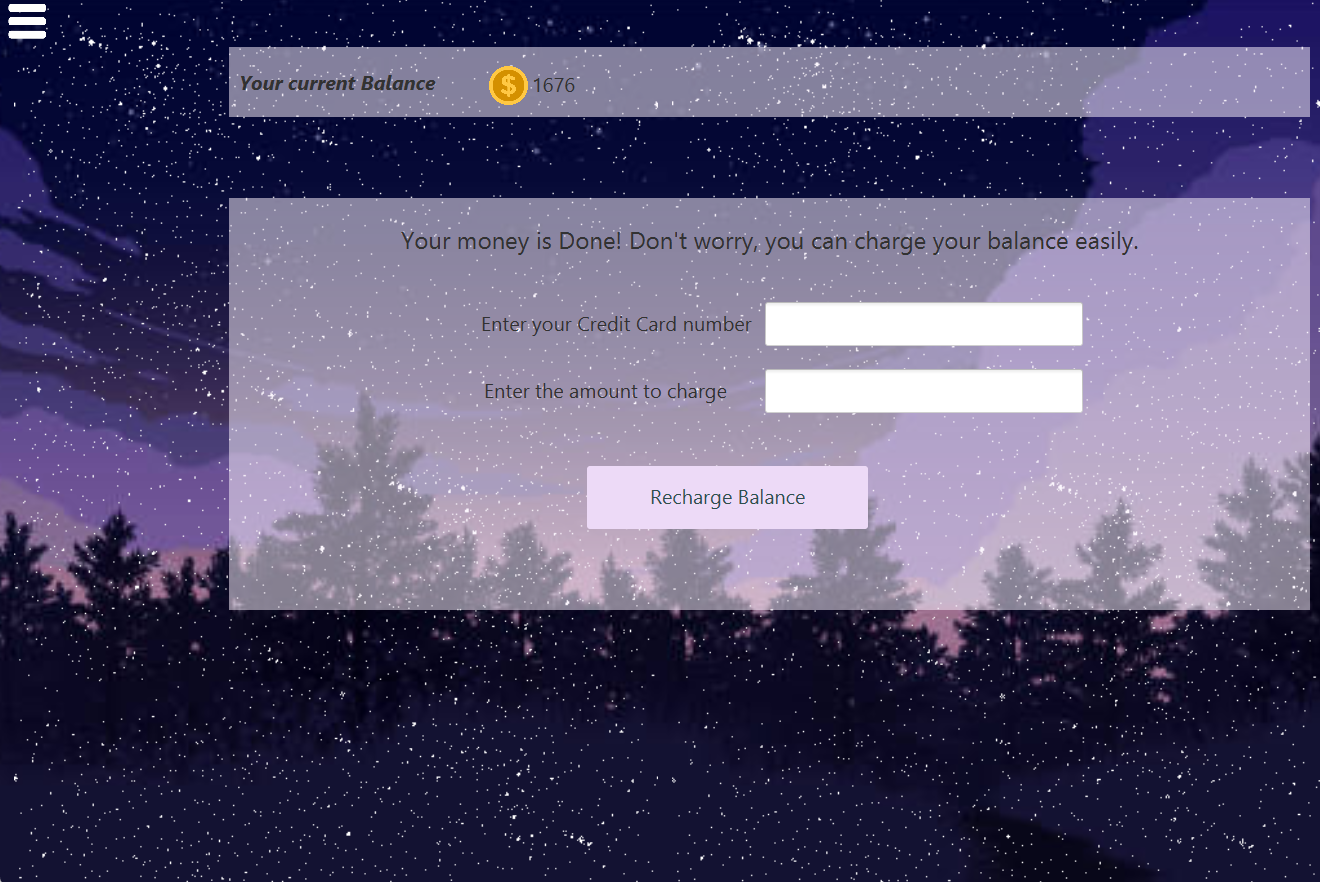 Your current Balance $ 1676
Your money is Done! Don't worry, you can charge your balance easily.
Enter your Credit Card number
Enter the amount to charge
Recharge Balance